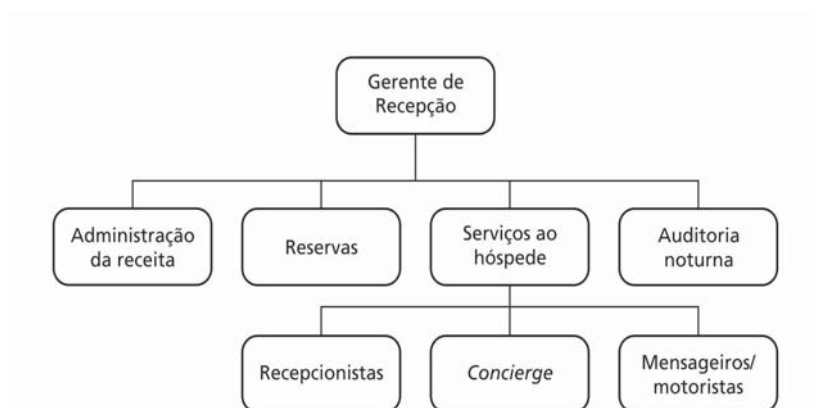 Gerente de
Recepção
Administração
da receita
Reservas
Serviços ao
hóspede
Auditoria
noturna
Recepcionistas
Concierge
Mensageiros/
motoristas